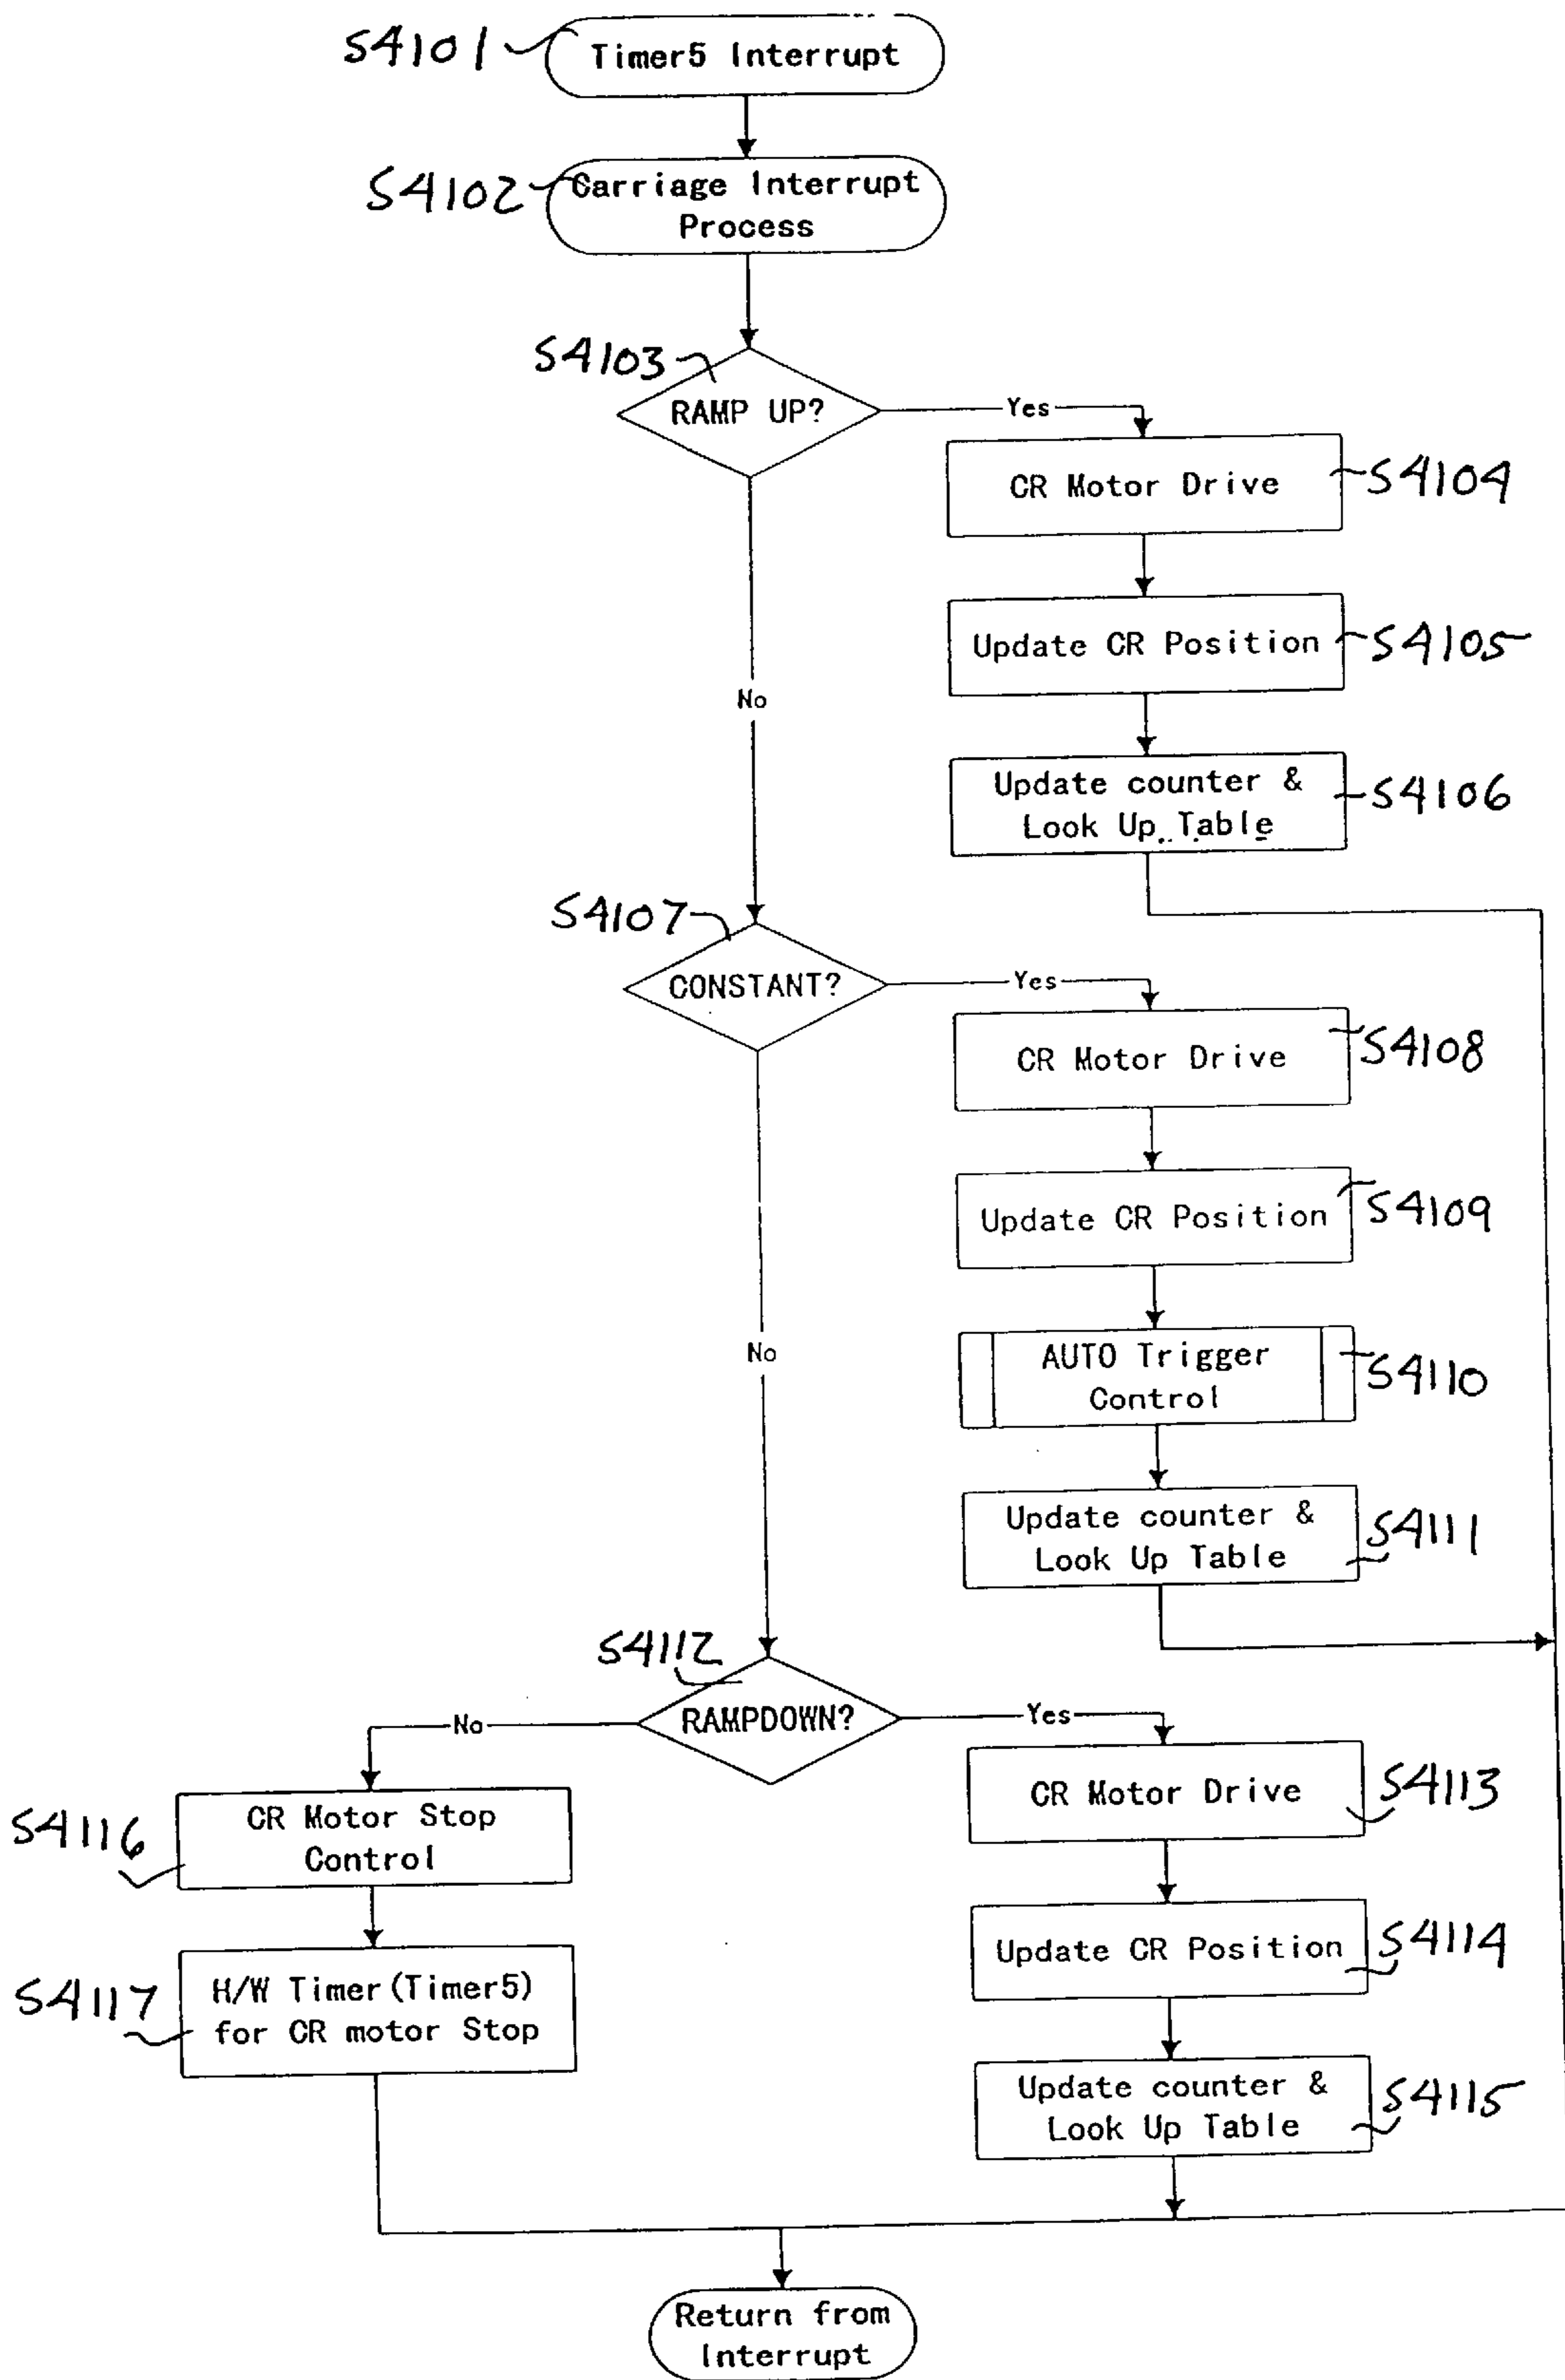 S4101
Timer5 Interrupt
S4102
Carriage Interrupt
Process
S4103
RAMP UP?
Yes
CR Motor Drive
S4104
Update CR Position
S4105
No
Update counter &
Look Up Table
S4106
S4107
CONSTANT?
Yes
CR Motor Drive
S4108
Update CR Position
S4109
No
AUTO Trigger
Control
S4110
Update counter &
Look Up Table
S4111
S4112
RAMPDOWN?
No
Yes
CR Motor Drive
S4113
S4116
CR Motor Stop
Control
Update CR Position
S4114
S4117
H/W Timer(Timer5)
for CR motor Stop
Update counter &
Look Up Table
S4115
Return from
Interrupt